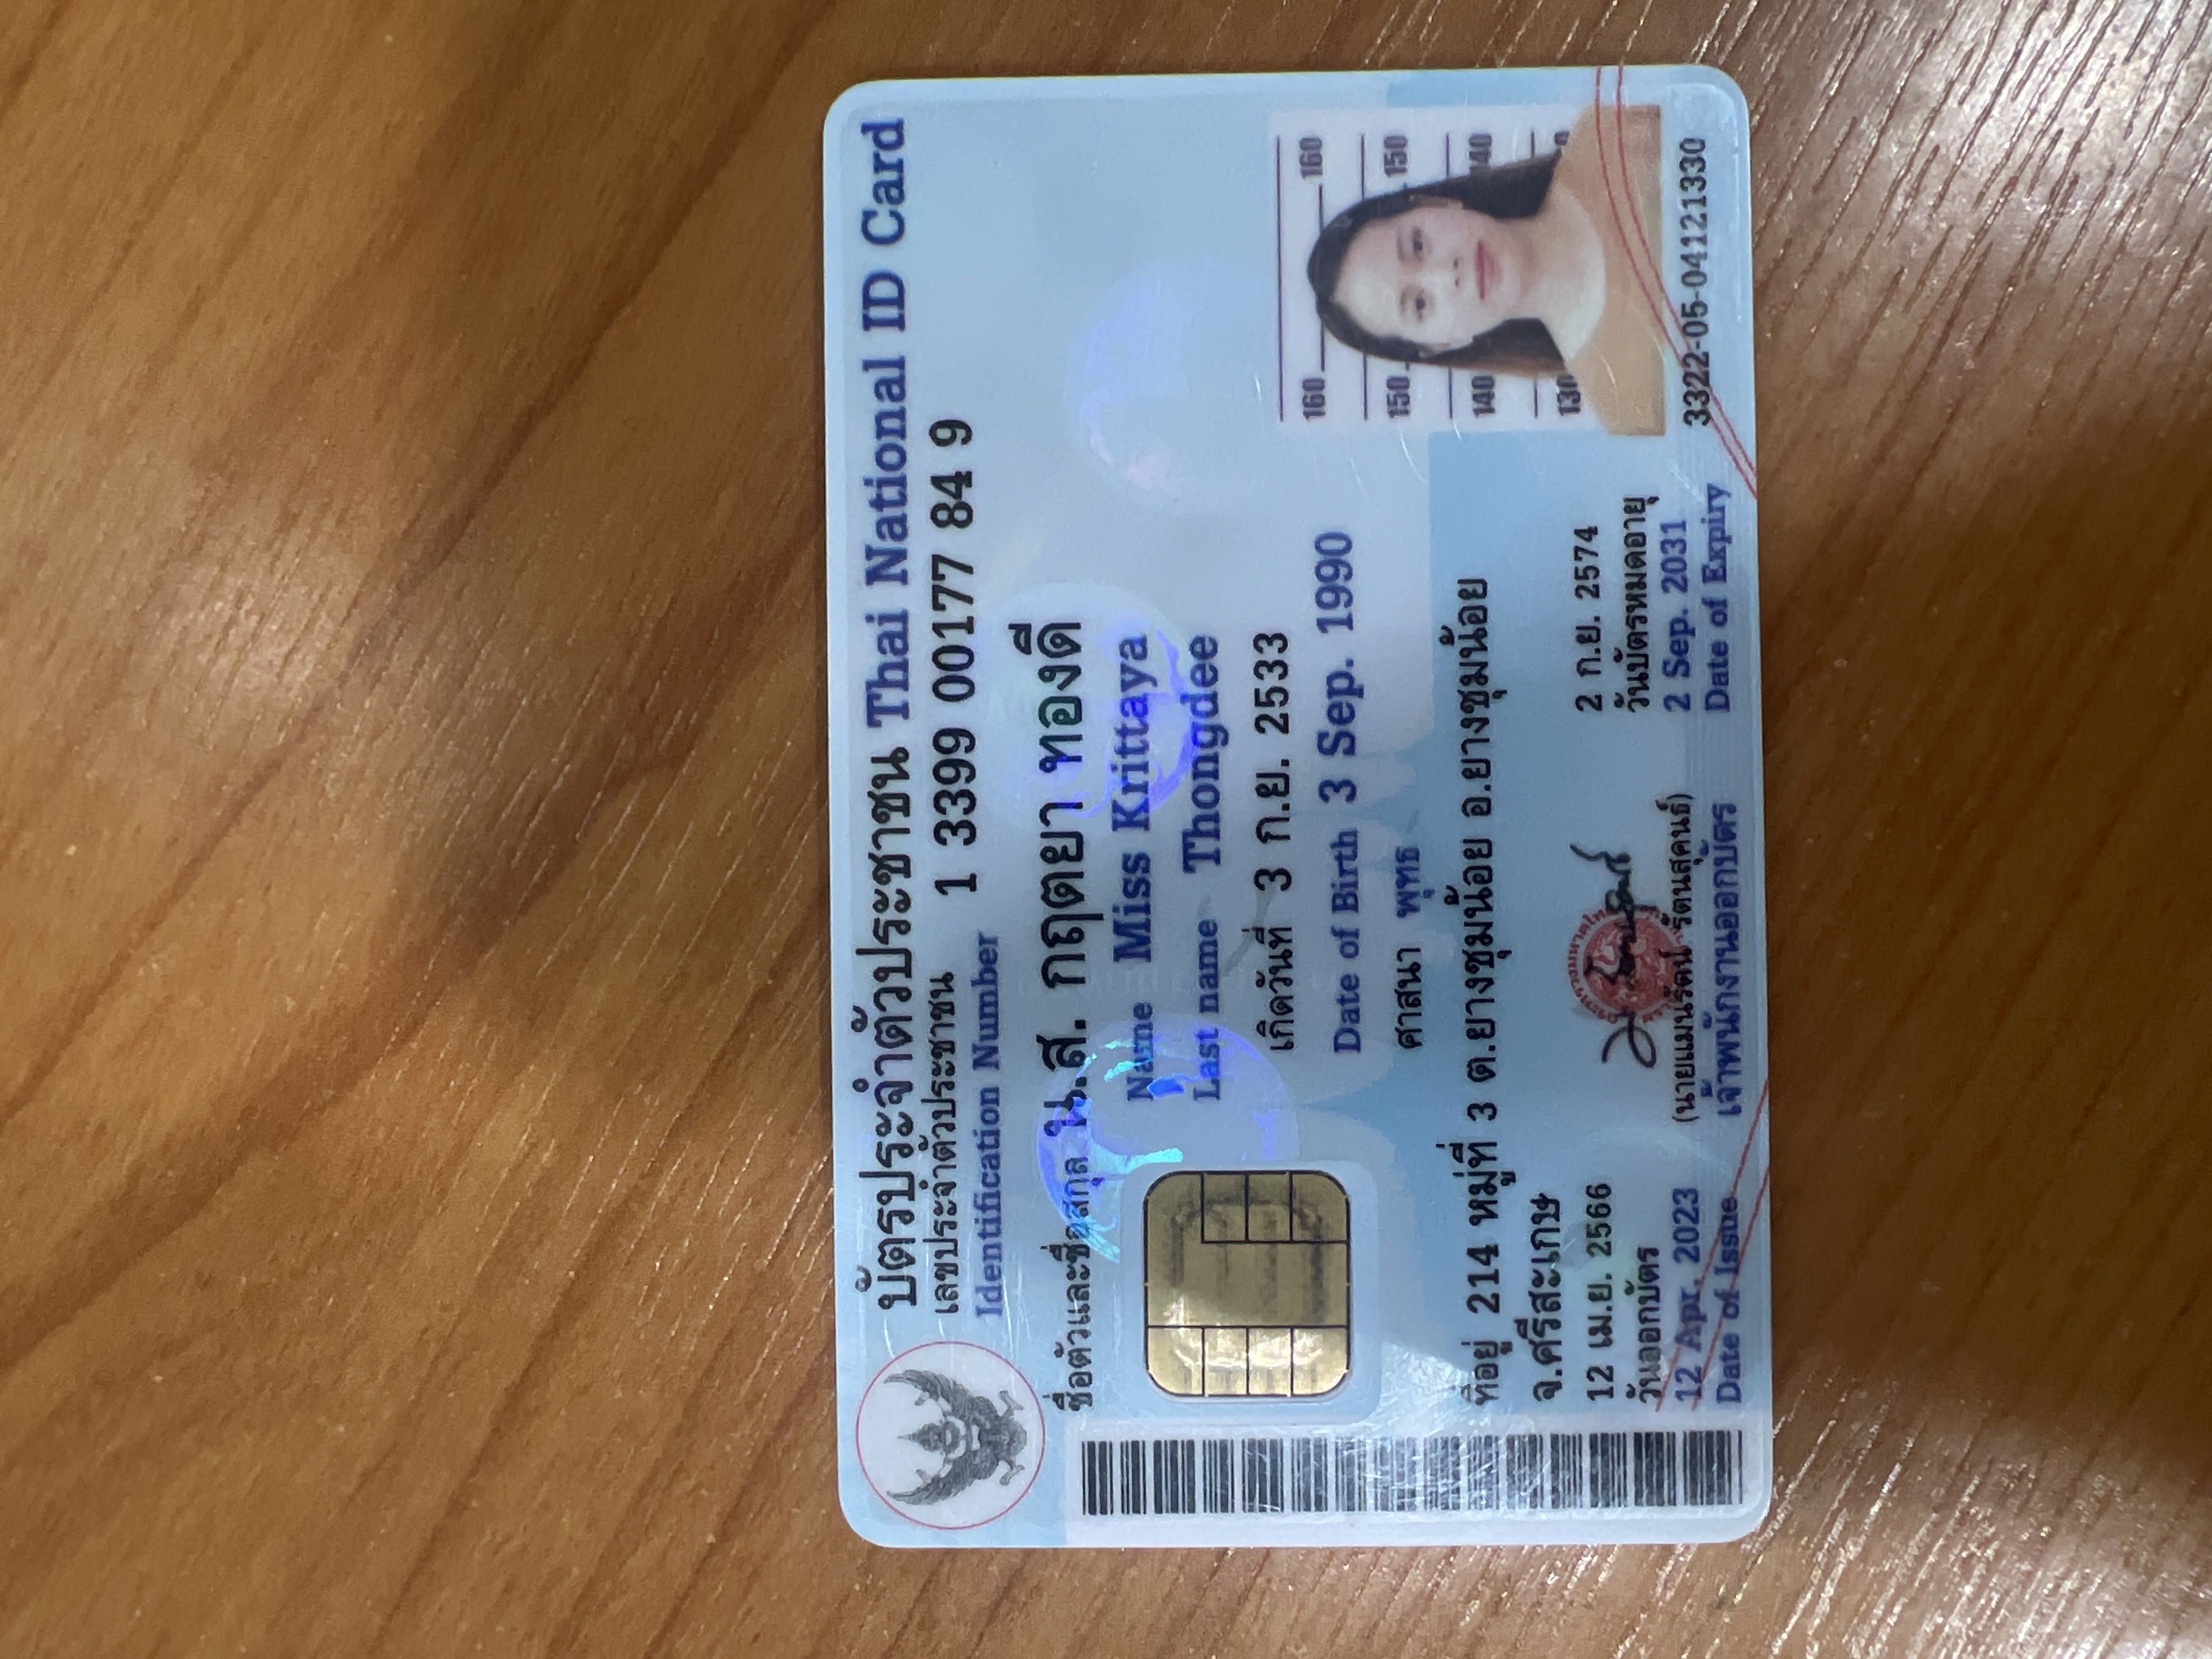 บัตรประจำตัวประชาชน Thai National ID Card
เลขประจำตัวประชาชน 1 3399 00177 84 9
Identification Number
ชื่อตัวและชื่อสกุล น.ส. กฤตยา ทองดี
Name Miss Krittaya
Last name Thongdee
เกิดวันที่ 3 ก.ย. 2533
Date of Birth 3 Sep. 1990
ศาสนา พุทธ
ที่อยู่ 214 หมู่ที่ 3 ต.ยางชุมน้อย อ.ยางชุมน้อย
จ.ศรีสะเกษ
12 เม.ย. 2566
วันออกบัตร
12 Apr. 2023
Date of Issue
(นายแมนรัตน์ รัตนสุคนธ์)
เจ้าพนักงานออกบัตร
2 ก.ย. 2574
วันบัตรหมดอายุ
2 Sep. 2031
Date of Expiry
160 160
150 150
140 140
130
3322-05-04121330